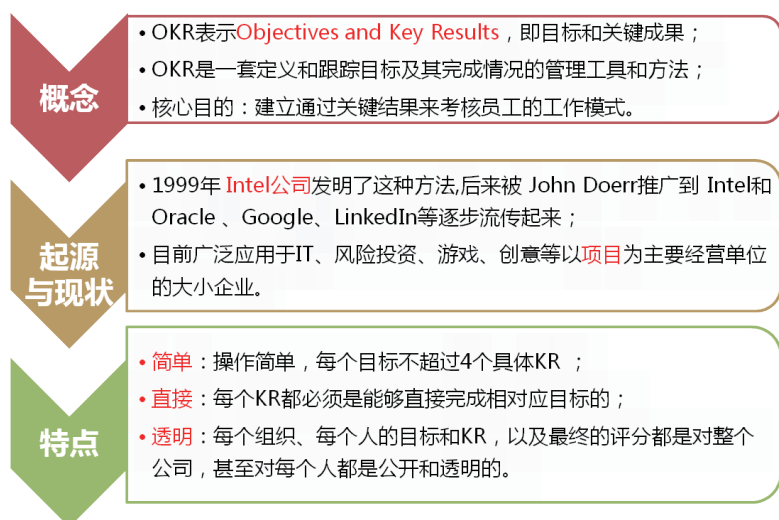 概念
• OKR表示Objectives and Key Results，即目标和关键成果；
• OKR是一套定义和跟踪目标及其完成情况的管理工具和方法；
• 核心目的：建立通过关键结果来考核员工的工作模式。
起源
与现状
• 1999年 Intel公司发明了这种方法,后来被 John Doerr推广到 Intel和
Oracle 、Google、LinkedIn等逐步流传起来；
• 目前广泛应用于IT、风险投资、游戏、创意等以项目为主要经营单位
的大小企业。
特点
• 简单：操作简单，每个目标不超过4个具体KR ；
• 直接：每个KR都必须是能够直接完成相对应目标的；
• 透明：每个组织、每个人的目标和KR，以及最终的评分都是对整个
公司，甚至对每个人都是公开和透明的。